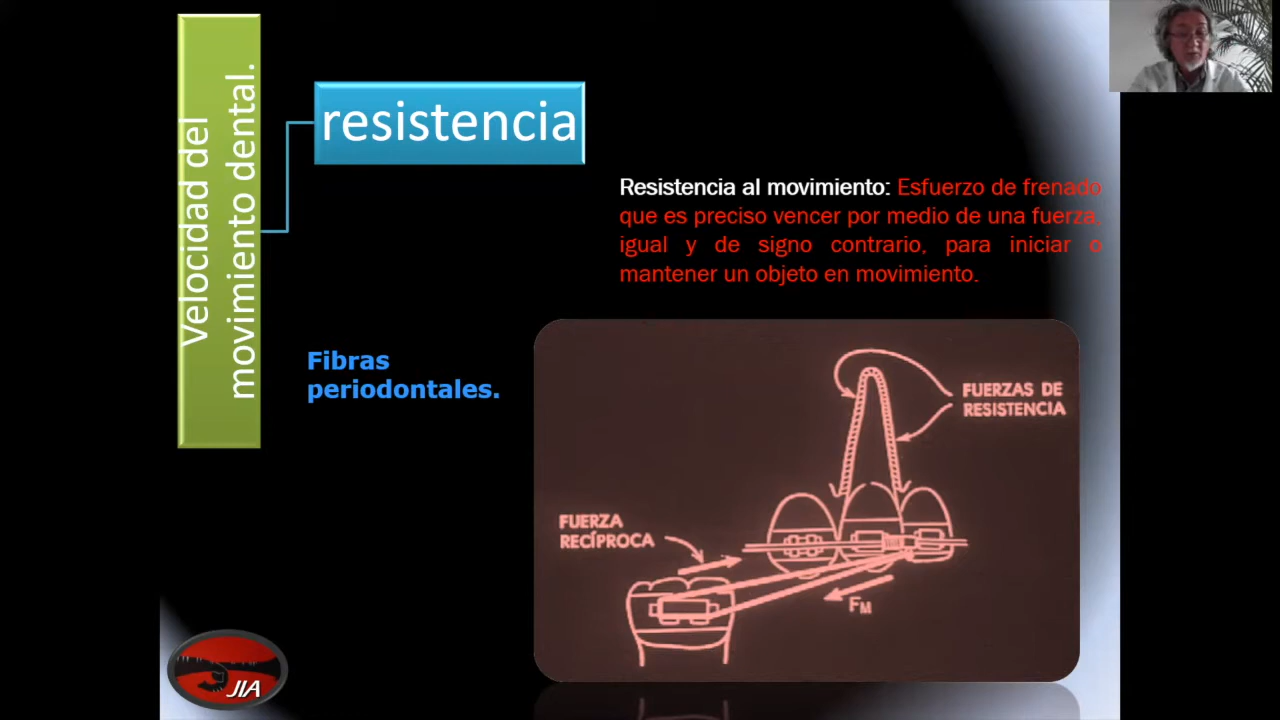 Velocidad del
movimiento dental.
resistencia
Resistencia al movimiento: Esfuerzo de frenado
que es preciso vencer por medio de una fuerza,
igual y de signo contrario, para iniciar o
mantener un objeto en movimiento.
Fibras
periodontales.
FUERZAS DE
RESISTENCIA
FUERZA
RECÍPROCA
FM
JIA